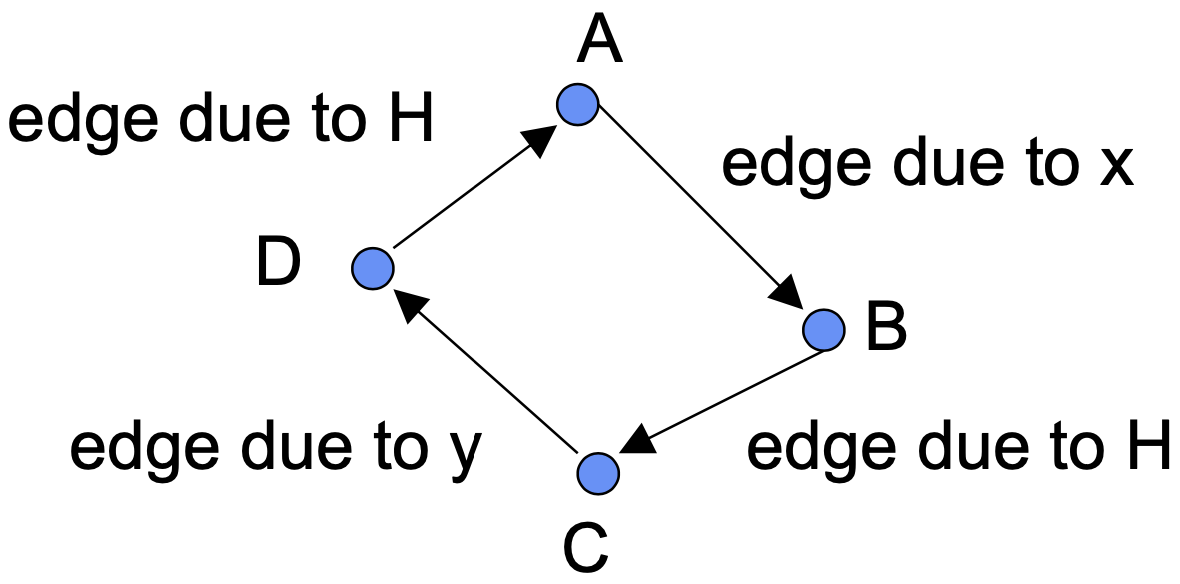 A
edge due to H
edge due to x
D
B
edge due to y
edge due to H
C